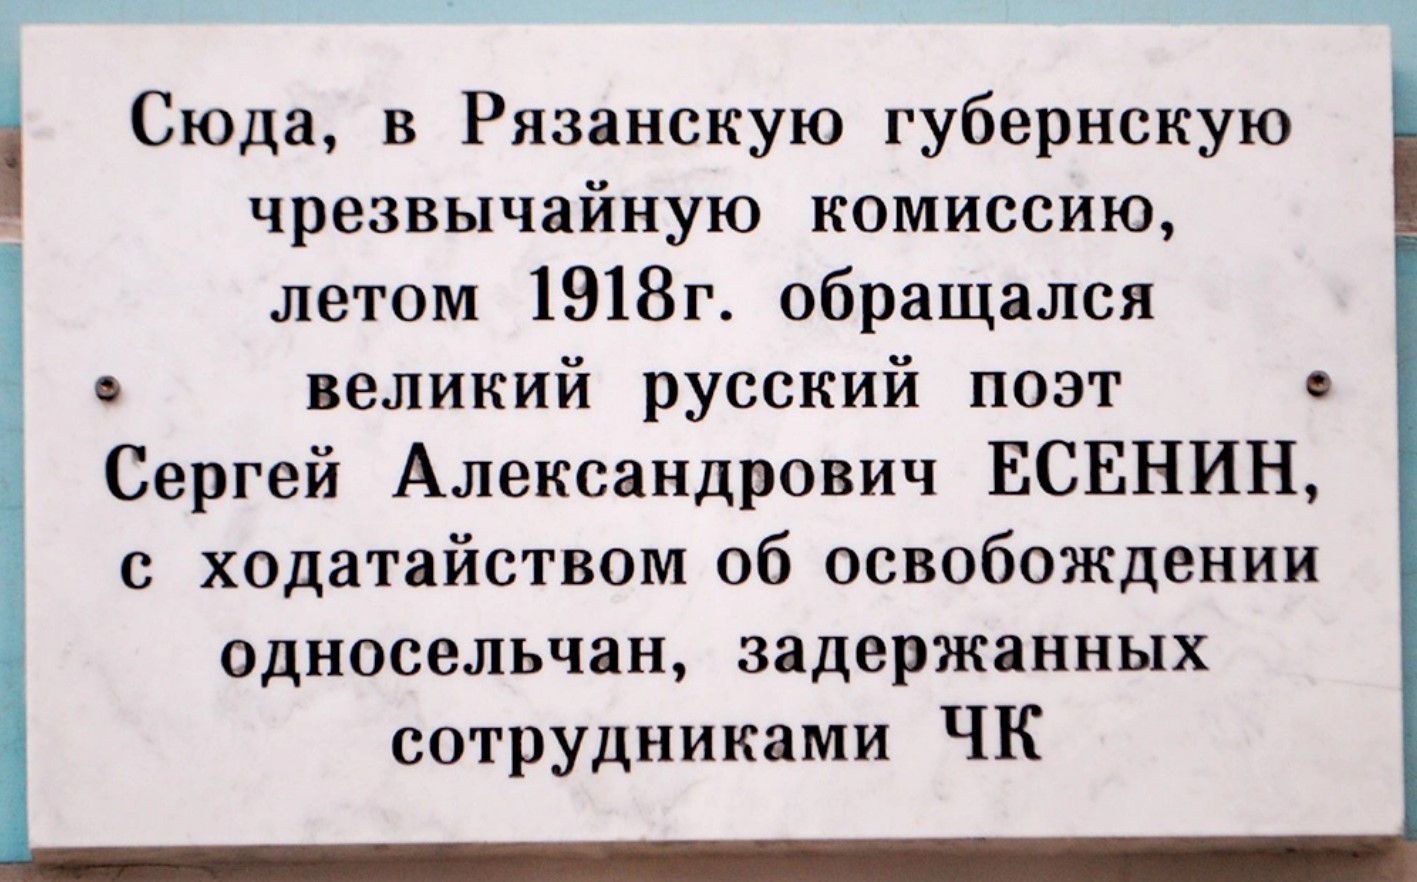 Сюда, в Рязанскую губернскую
чрезвычайную комиссию,
летом 1918г. обращался
великий русский поэт
Сергей Александрович ЕСЕНИН,
с ходатайством об освобождении
односельчан, задержанных
сотрудниками ЧК